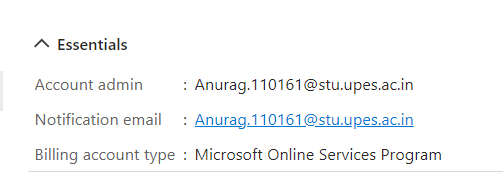 Essentials
Account admin : Anurag.110161@stu.upes.ac.in
Notification email : Anurag.110161@stu.upes.ac.in
Billing account type : Microsoft Online Services Program